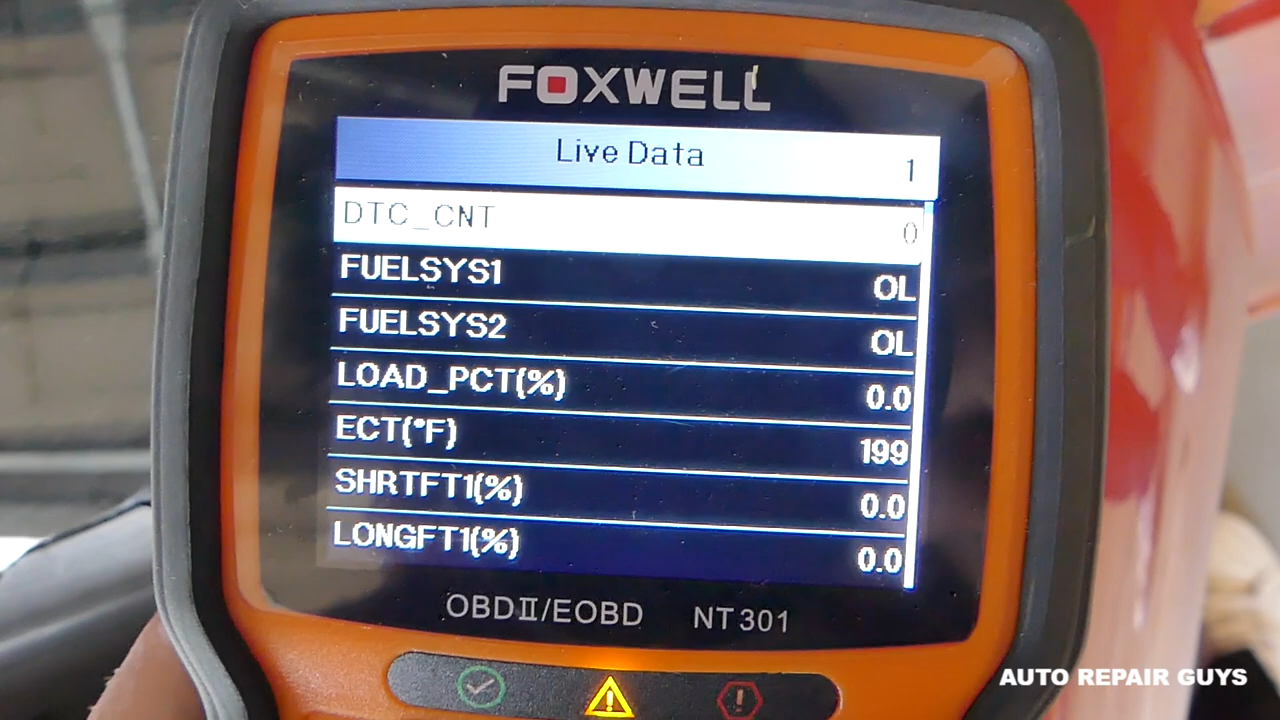 FOXWELL
Live Data 1
DTC_CNT 0
FUELSYS1 OL
FUELSYS2 OL
LOAD_PCT(%) 0.0
ECT(°F) 199
SHRTFT1(%) 0.0
LONGFT1(%) 0.0
OBDⅡ/EOBD NT301
AUTO REPAIR GUYS